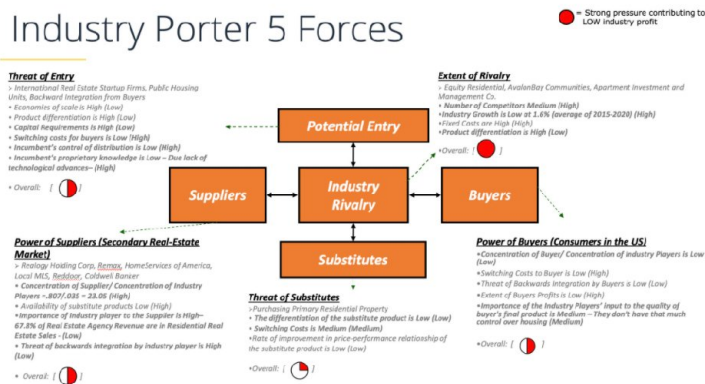 Industry Porter 5 Forces
= Strong pressure contributing to
LOW industry profit
Threat of Entry
> International Real Estate Startup Firms, Public Housing
Units, Backward Integration from Buyers
• Economies of scale is High (Low)
• Product differentiation is High (Low)
• Capital Requirements is High (Low)
• Switching costs for buyers is Low (High)
• Incumbent's control of distribution is Low (High)
• Incumbent's proprietary knowledge is Low – Due lack of
technological advances– (High)
• Overall: [ ]
Extent of Rivalry
> Equity Residential, AvalonBay Communities, Apartment Investment and
Management Co.
• Number of Competitors Medium (High)
•Industry Growth is Low at 1.6% (average of 2015-2020) (High)
•Fixed Costs are High (High)
•Product differentiation is High (Low)
•Overall: [ ]
Potential Entry
Suppliers
Industry
Rivalry
Buyers
Substitutes
Power of Suppliers (Secondary Real-Estate
Market)
> Realogy Holding Corp, Remax, HomeServices of America,
Local MLS, Reddoor, Coldwell Banker
• Concentration of Supplier/ Concentration of Industry
Players =.807/.035 = 23.05 (High)
• Availability of substitute products Low (High)
•Importance of Industry player to the Supplier is High–
67.8% of Real Estate Agency Revenue are in Residential Real
Estate Sales - (Low)
• Threat of backwards integration by industry player is High
(Low)
• Overall: [ ]
Threat of Substitutes
>Purchasing Primary Residential Property
• The differentiation of the substitute product is Low (Low)
• Switching Costs is Medium (Medium)
•Rate of improvement in price-performance relationship of
the substitute product is Low (Low)
•Overall: [ ]
Power of Buyers (Consumers in the US)
•Concentration of Buyer/ Concentration of industry Players is Low
(Low)
•Switching Costs to Buyer is Low (High)
•Threat of Backwards Integration by Buyers is Low (Low)
•Extent of Buyers Profits is Low (High)
•Importance of the Industry Players' input to the quality of
buyer's final product is Medium – They don't have that much
control over housing (Medium)
•Overall: [ ]